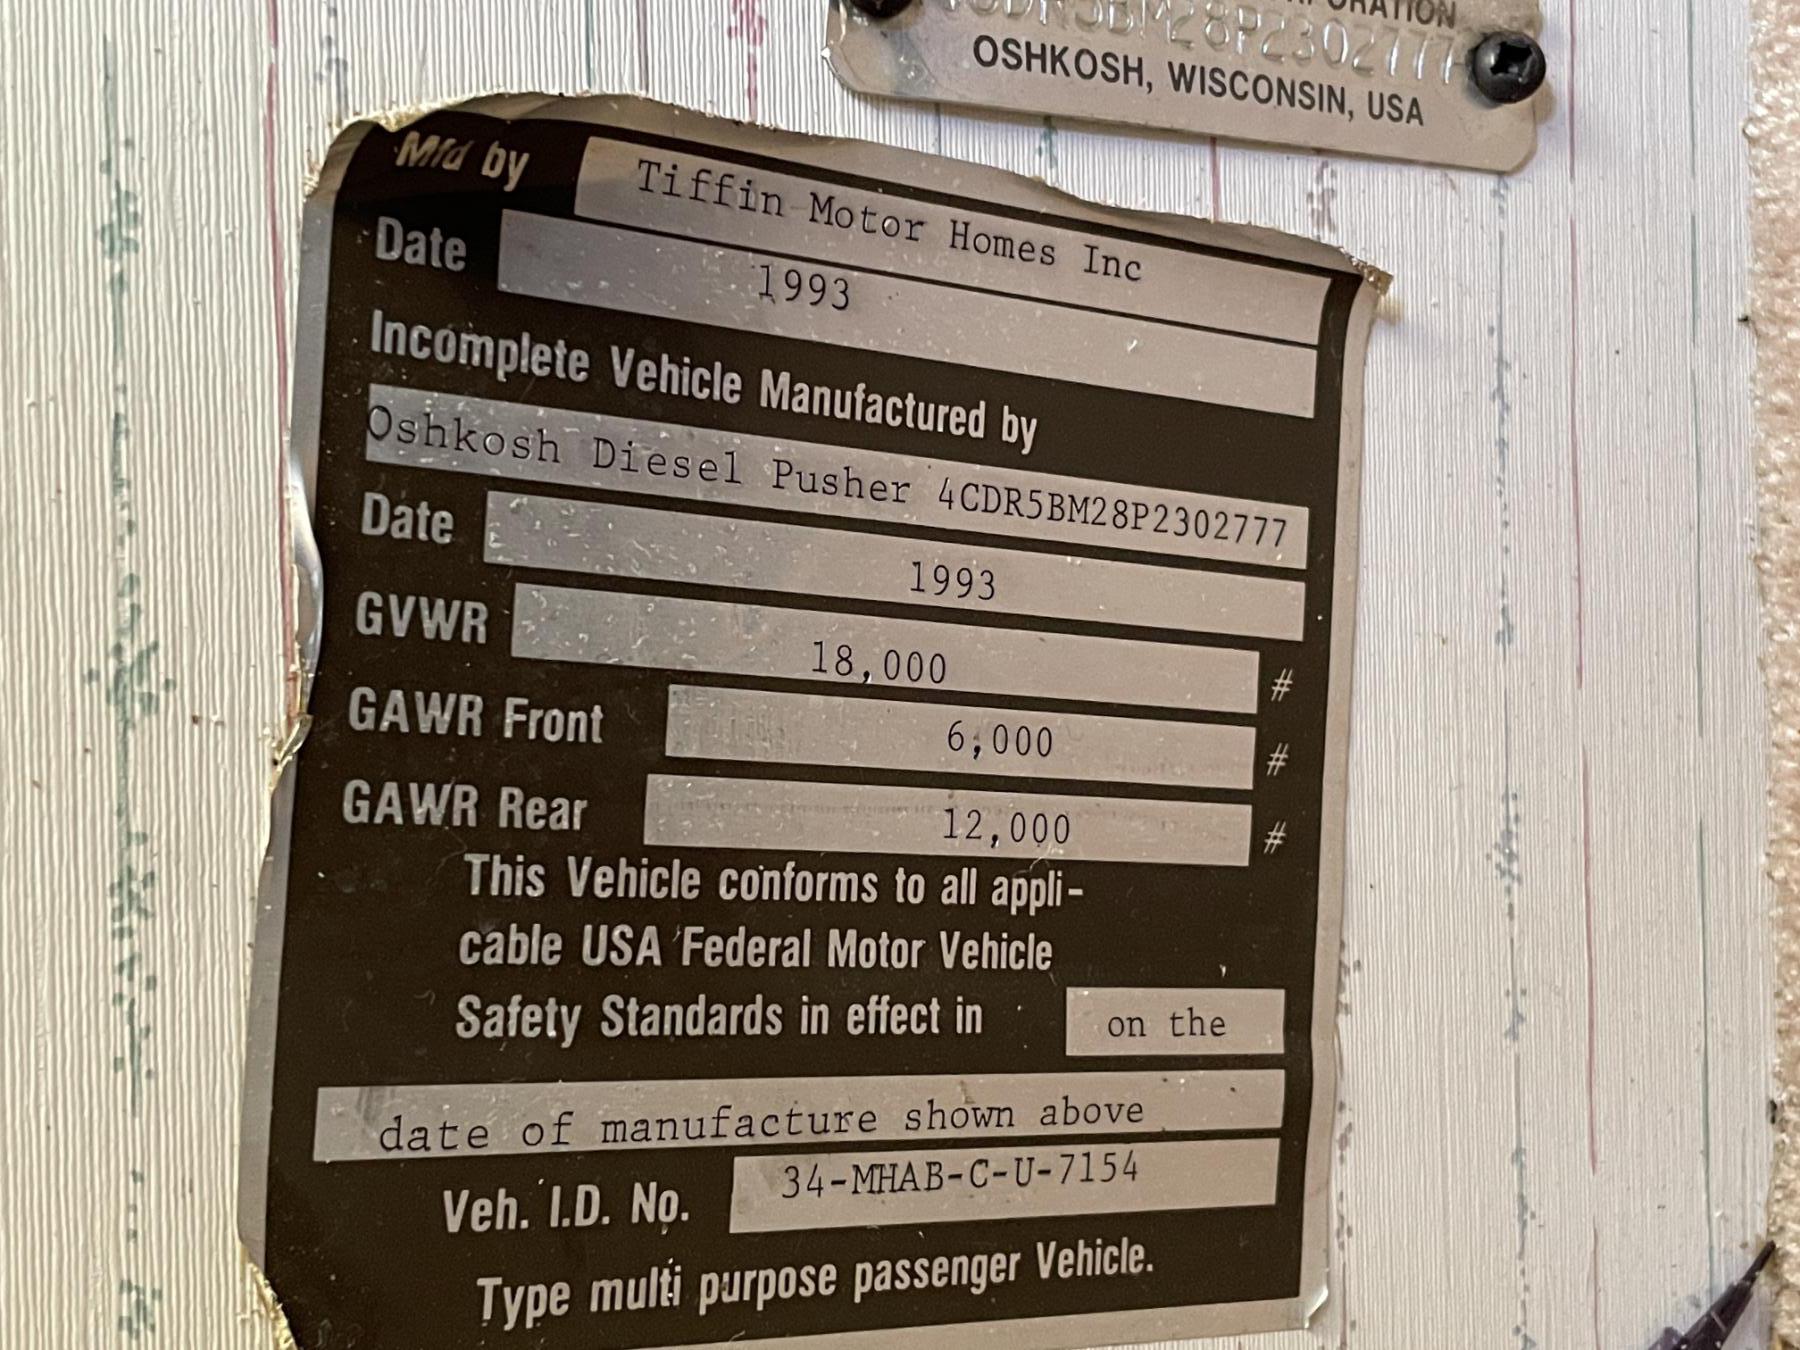 4CDR5BM28P2302777
OSHKOSH, WISCONSIN, USA
Mfd by Tiffin Motor Homes Inc
Date 1993
Incomplete Vehicle Manufactured by
Oshkosh Diesel Pusher 4CDR5BM28P2302777
Date 1993
GVWR 18,000 #
GAWR Front 6,000 #
GAWR Rear 12,000 #
This Vehicle conforms to all appli-
cable USA Federal Motor Vehicle
Safety Standards in effect in on the
date of manufacture shown above
Veh. I.D. No. 34-MHAB-C-U-7154
Type multi purpose passenger Vehicle.